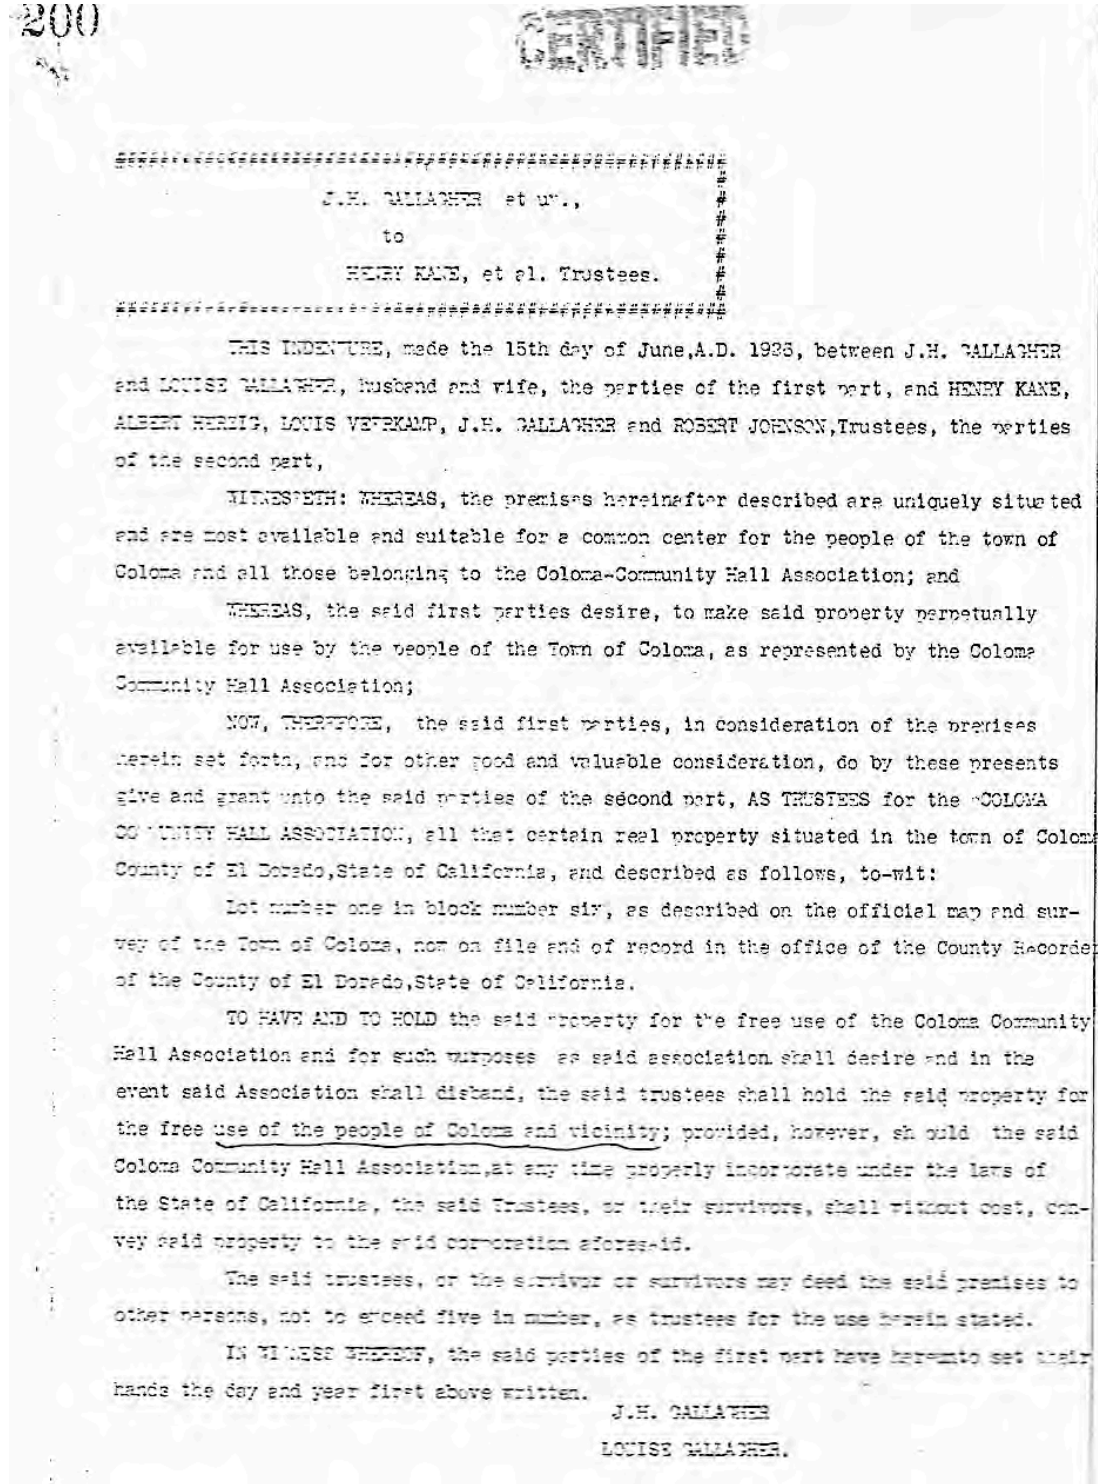 200
CERTIFIED
J.H. GALLAGHER et ux.,
to
HENRY KANE, et al. Trustees.
THIS INDENTURE, made the 15th day of June,A.D. between J.H. GALLAGHER
and LOUISE GALLAGHER, husband and wife, the parties of the first part, and HENRY KANE,
ALBERT HERZIG, LOUIS VEERKAMP, J.H. GALLAGHER and ROBERT JOHNSON,Trustees, the parties
of the second part,
WITNESSETH: WHEREAS, the premises hereinafter described are uniquely situated
and are most available and suitable for a common center for the people of the town of
Coloma and all those belonging to the Coloma-Community Hall Association; and
WHEREAS, the said first parties desire, to make said property perpetually
available for use by the people of the Town of Coloma, as represented by the Coloma
Community Hall Association;
NOW, THEREFORE, the said first parties, in consideration of the premises
herein set forth, and for other good and valuable consideration, do by these presents
give and grant unto the said parties of the second part, AS TRUSTEES for the COLOMA
COMMUNITY HALL ASSOCIATION, all that certain real property situated in the town of Coloma
County of El Dorado,State of California, and described as follows, to-wit:
Lot number one in block number six, as described on the official map and sur-
vey of the Town of Coloma, now on file and of record in the office of the County Recorder
of the County of El Dorado,State of California.
TO HAVE AND TO HOLD the said property for the free use of the Coloma Community
Hall Association and for such purposes as said association shall desire and in the
event said Association shall disband, the said trustees shall hold the said property for
the free use of the people of Coloma and vicinity; provided, however, sh ould the said
Coloma Community Hall Association,at any time properly incorporate under the laws of
the State of California, the said Trustees, or their survivors, shall without cost, con-
vey said property to the said corporation aforesaid.
The said trustees, or the survivor or survivors may deed the said premises to
other persons, not to exceed five in number, as trustees for the use herein stated.
IN WITNESS WHEREOF, the said parties of the first part have hereunto set their
hands the day and year first above written.
J.H. GALLAGHER
LOUISE GALLAGHER.